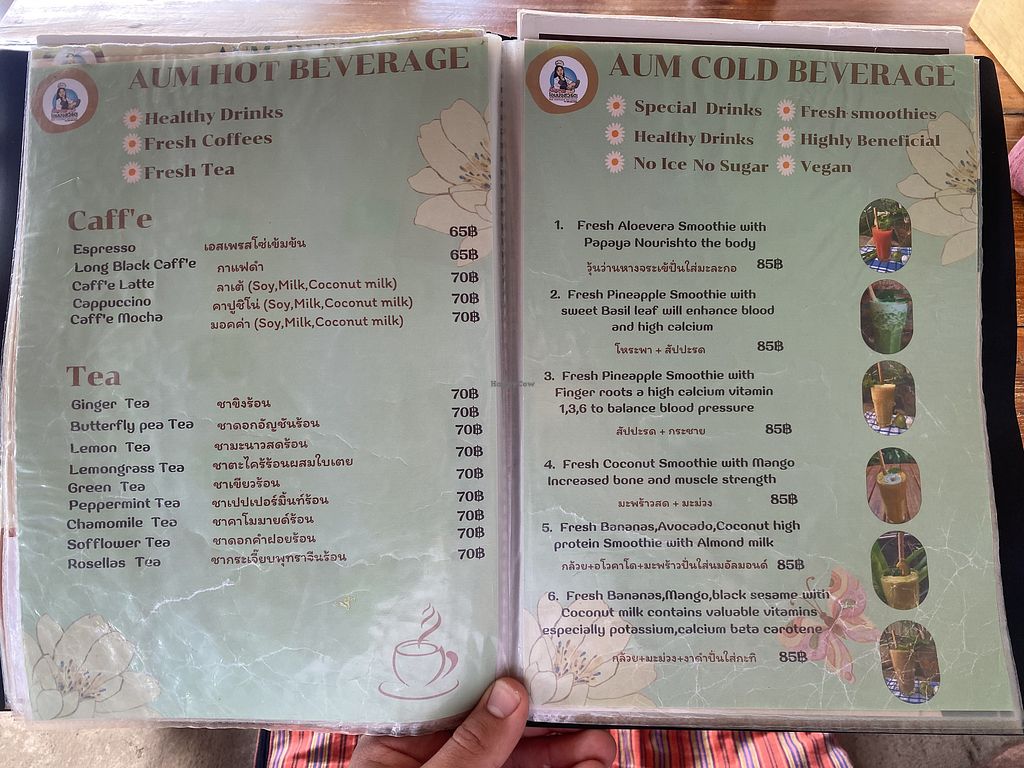 AUM HOT BEVERAGE
Healthy Drinks
Fresh Coffees
Fresh Tea
Caff'e
Espresso เอสเพรสโซ่เข้มข้น 65฿
Long Black Caff'e กาแฟดำ 65฿
Caff'e Latte ลาเต้ (Soy,Milk,Coconut milk) 70฿
Cappuccino คาปูชิโน่ (Soy,Milk,Coconut milk) 70฿
Caff'e Mocha มอคค่า (Soy,Milk,Coconut milk) 70฿
Tea
Ginger Tea ชาขิงร้อน 70฿
Butterfly pea Tea ชาดอกอัญชันร้อน 70฿
Lemon Tea ชามะนาวสดร้อน 70฿
Lemongrass Tea ชาตะไคร้ร้อนผสมใบเตย 70฿
Green Tea ชาเขียวร้อน 70฿
Peppermint Tea ชาเปปเปอร์มิ้นท์ร้อน 70฿
Chamomile Tea ชาคาโมมายด์ร้อน 70฿
Sofflower Tea ชาดอกคำฝอยร้อน 70฿
Rosellas Tea ชากระเจี๊ยบพุทราจีนร้อน 70฿
AUM COLD BEVERAGE
Special Drinks Fresh smoothies
Healthy Drinks Highly Beneficial
No Ice No Sugar Vegan
1. Fresh Aloevera Smoothie with
Papaya Nourishto the body
วุ้นว่านหางจระเข้ปั่นใส่มะละกอ 85฿
2. Fresh Pineapple Smoothie with
sweet Basil leaf will enhance blood
and high calcium
โหระพา + สัปปะรด 85฿
3. Fresh Pineapple Smoothie with
Finger roots a high calcium vitamin
1,3,6 to balance blood pressure
สัปปะรด + กระชาย 85฿
4. Fresh Coconut Smoothie with Mango
Increased bone and muscle strength
มะพร้าวสด + มะม่วง 85฿
5. Fresh Bananas,Avocado,Coconut high
protein Smoothie with Almond milk
กล้วย+อโวคาโด+มะพร้าวปั่นใส่นมอัลมอนด์ 85฿
6. Fresh Bananas,Mango,black sesame with
Coconut milk contains valuable vitamins
especially potassium,calcium beta carotene
กล้วย+มะม่วง+งาดำปั่นใส่กะทิ 85฿